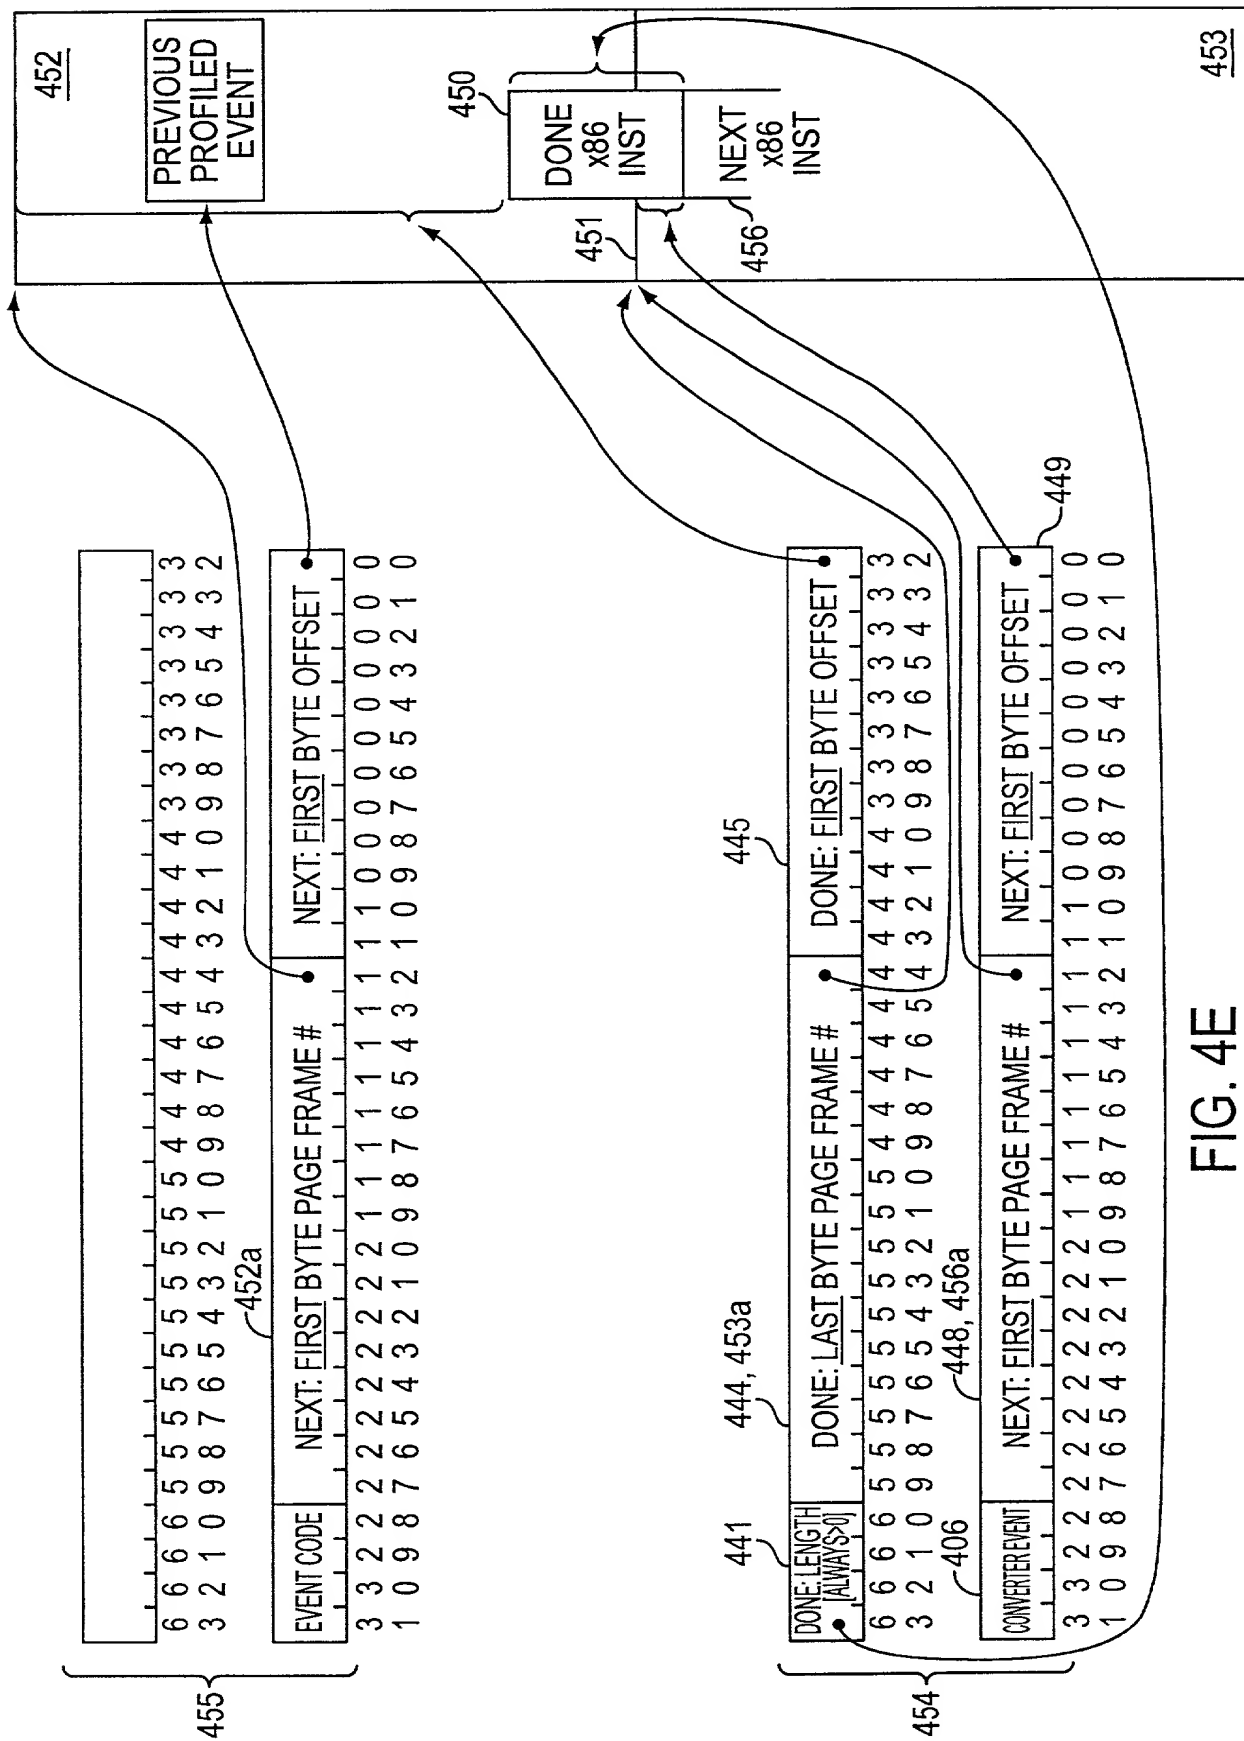 452
PREVIOUS
PROFILED
EVENT
6 6 6 6 5 5 5 5 5 5 5 5 5 5 4 4 4 4 4 4 4 4 4 4 3 3 3 3 3 3 3 3
3 2 1 0 9 8 7 6 5 4 3 2 1 0 9 8 7 6 5 4 3 2 1 0 9 8 7 6 5 4 3 2
455
452a
EVENT CODE
NEXT: FIRST BYTE PAGE FRAME #
NEXT: FIRST BYTE OFFSET
3 3 2 2 2 2 2 2 2 2 2 2 1 1 1 1 1 1 1 1 1 1 0 0 0 0 0 0 0 0 0 0
1 0 9 8 7 6 5 4 3 2 1 0 9 8 7 6 5 4 3 2 1 0 9 8 7 6 5 4 3 2 1 0
450
DONE
x86
INST
451
NEXT
x86
INST
456
441
444, 453a
445
DONE: LENGTH
[ALWAYS>0]
DONE: LAST BYTE PAGE FRAME #
DONE: FIRST BYTE OFFSET
6 6 6 6 5 5 5 5 5 5 5 5 5 5 4 4 4 4 4 4 4 4 4 4 3 3 3 3 3 3 3 3
3 2 1 0 9 8 7 6 5 4 3 2 1 0 9 8 7 6 5 4 3 2 1 0 9 8 7 6 5 4 3 2
454
406
448, 456a
CONVERTER EVENT
NEXT: FIRST BYTE PAGE FRAME #
NEXT: FIRST BYTE OFFSET
449
3 3 2 2 2 2 2 2 2 2 2 2 1 1 1 1 1 1 1 1 1 1 0 0 0 0 0 0 0 0 0 0
1 0 9 8 7 6 5 4 3 2 1 0 9 8 7 6 5 4 3 2 1 0 9 8 7 6 5 4 3 2 1 0
453
FIG. 4E